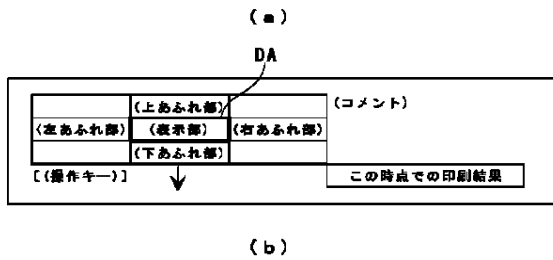 (a)
DA
(上あふれ部)
(コメント)
(左あふれ部) (表示部) (右あふれ部)
(下あふれ部)
[(操作キー)]
この時点での印刷結果
(b)